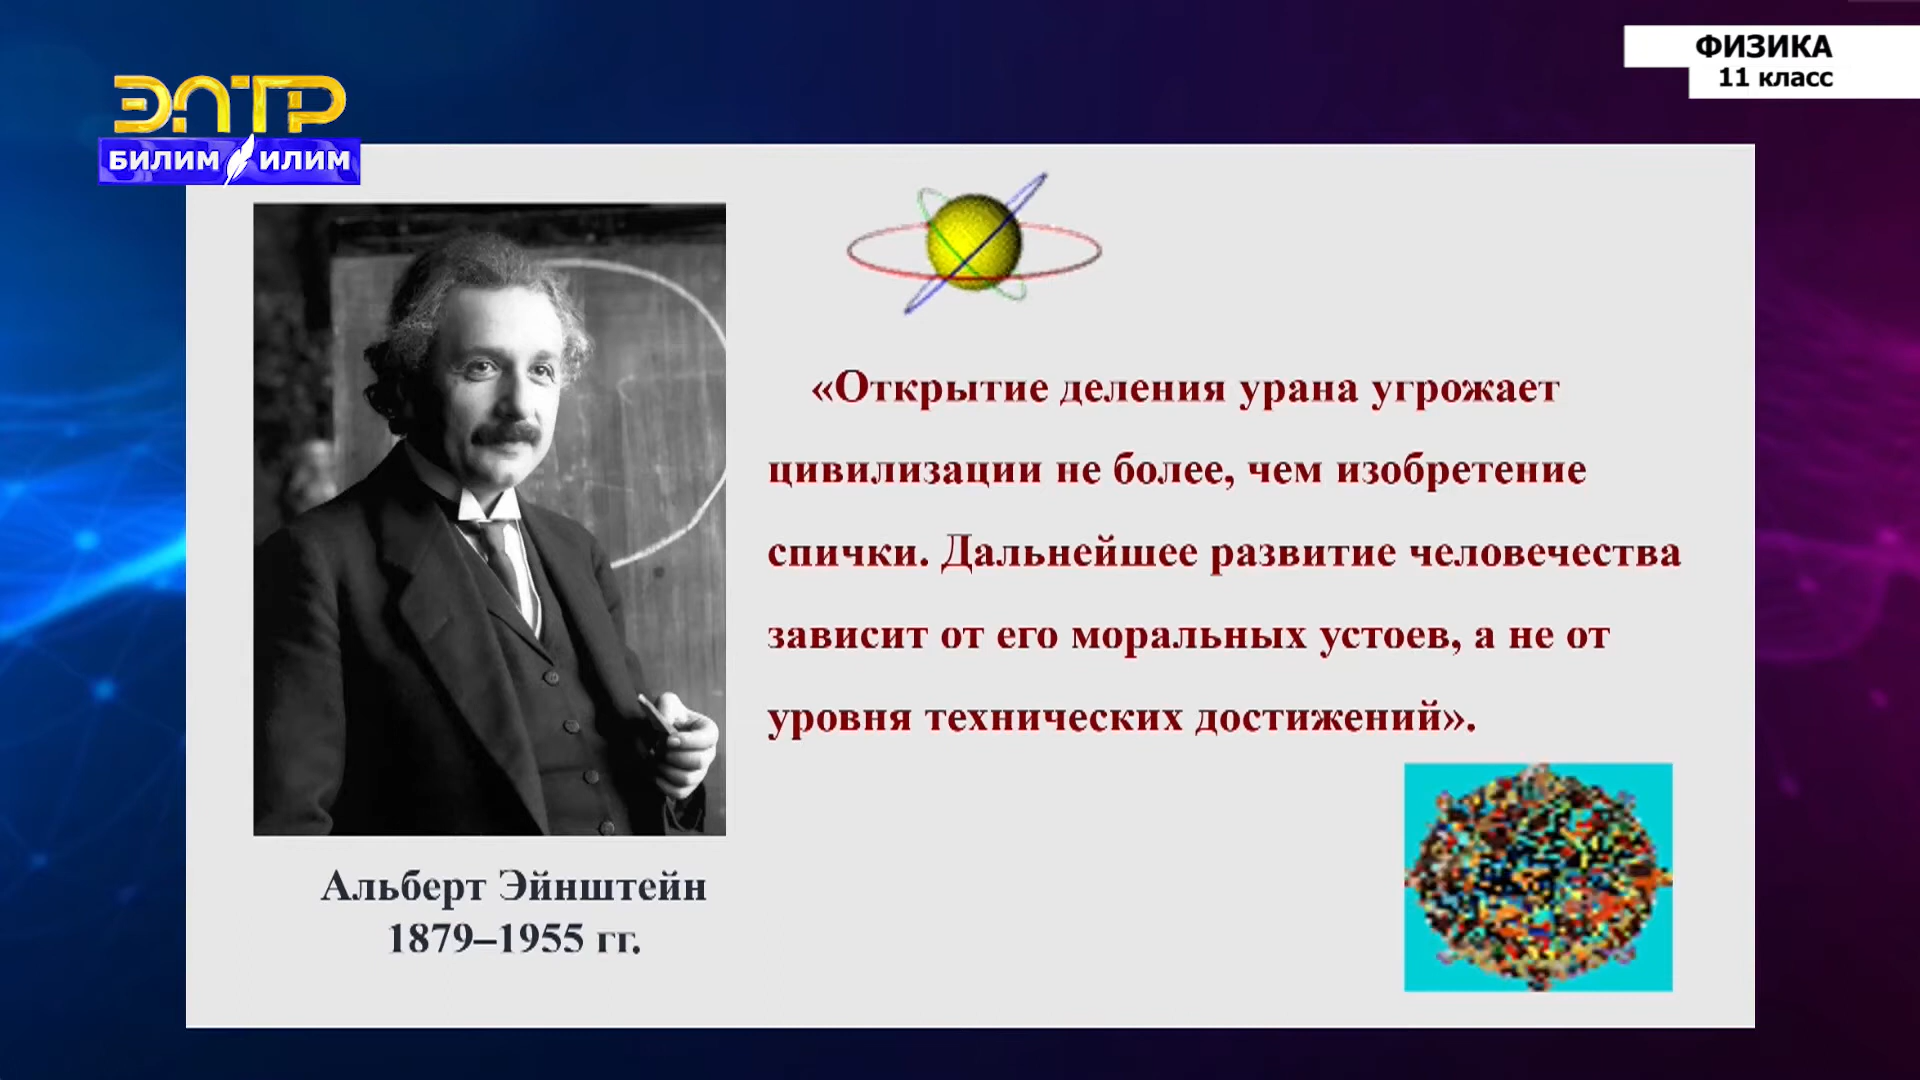 ФИЗИКА
11 класс
ЭЛТР
БИЛИМ ИЛИМ
«Открытие деления урана угрожает
цивилизации не более, чем изобретение
спички. Дальнейшее развитие человечества
зависит от его моральных устоев, а не от
уровня технических достижений».
Альберт Эйнштейн
1879–1955 гг.